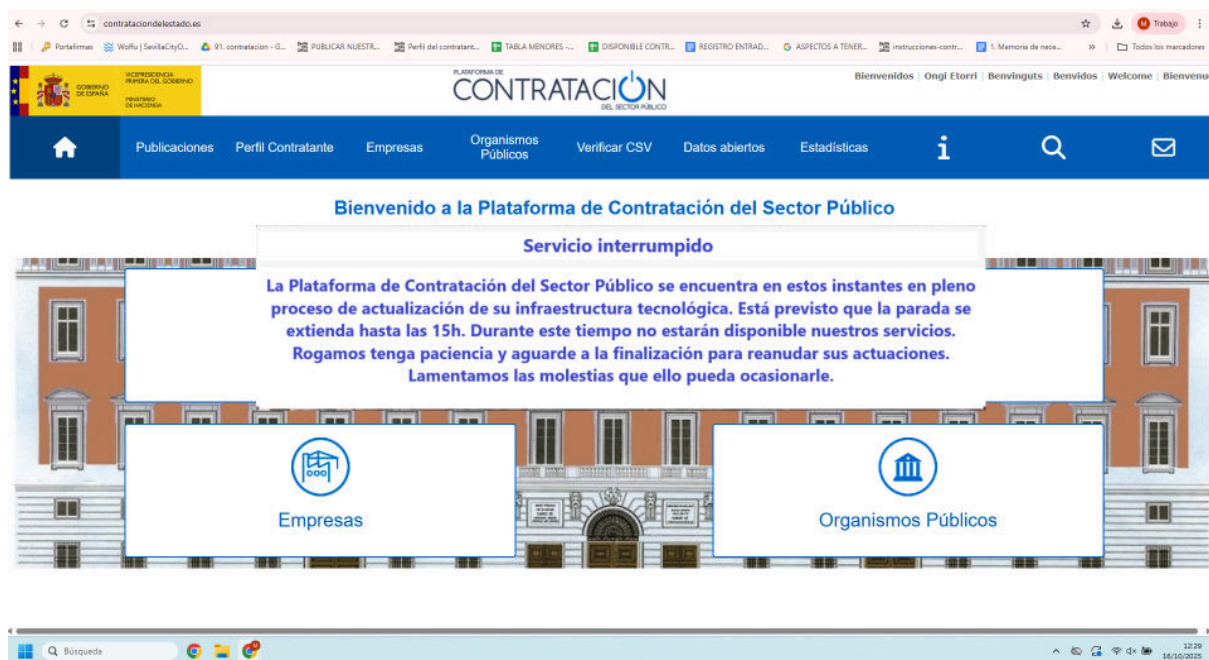 contrataciondelestado.es
Trabajo
Portafirmas
Woffu | SevillaCityO...
91. contratacion - G...
PUBLICAR NUESTR...
Perfil del contratant...
TABLA MENORES -...
DISPONIBLE CONTR...
REGISTRO ENTRAD...
ASPECTOS A TENER...
instrucciones-contr...
1. Memoria de nece...
»
Todos los marcadores
GOBIERNO
DE ESPAÑA
VICEPRESIDENCIA
PRIMERA DEL GOBIERNO
MINISTERIO
DE HACIENDA
PLATAFORMA DE
CONTRATACIÓN
DEL SECTOR PÚBLICO
Bienvenidos | Ongi Etorri | Benvinguts | Benvidos | Welcome | Bienvenu
Publicaciones
Perfil Contratante
Empresas
Organismos
Públicos
Verificar CSV
Datos abiertos
Estadísticas
Bienvenido a la Plataforma de Contratación del Sector Público
Servicio interrumpido
La Plataforma de Contratación del Sector Público se encuentra en estos instantes en pleno
proceso de actualización de su infraestructura tecnológica. Está previsto que la parada se
extienda hasta las 15h. Durante este tiempo no estarán disponible nuestros servicios.
Rogamos tenga paciencia y aguarde a la finalización para reanudar sus actuaciones.
Lamentamos las molestias que ello pueda ocasionarle.
Empresas
Organismos Públicos
Búsqueda
12:29
16/10/2025